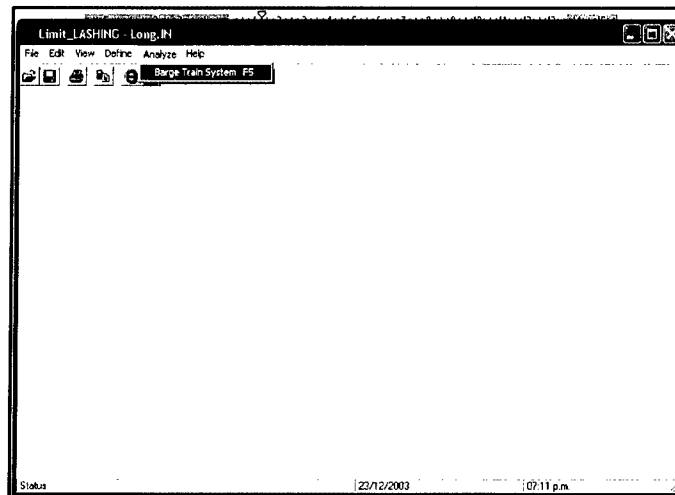 Limit_LASHING - Long.IN
File Edit View Define Analyze Help
Barge Train System F5
Status 23/12/2003 07:11 p.m.